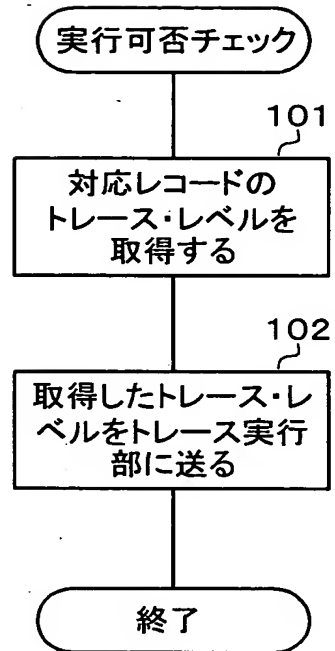 実行可否チェック
101
対応レコードの
トレース・レベルを
取得する
102
取得したトレース・レ
ベルをトレース実行
部に送る
終了